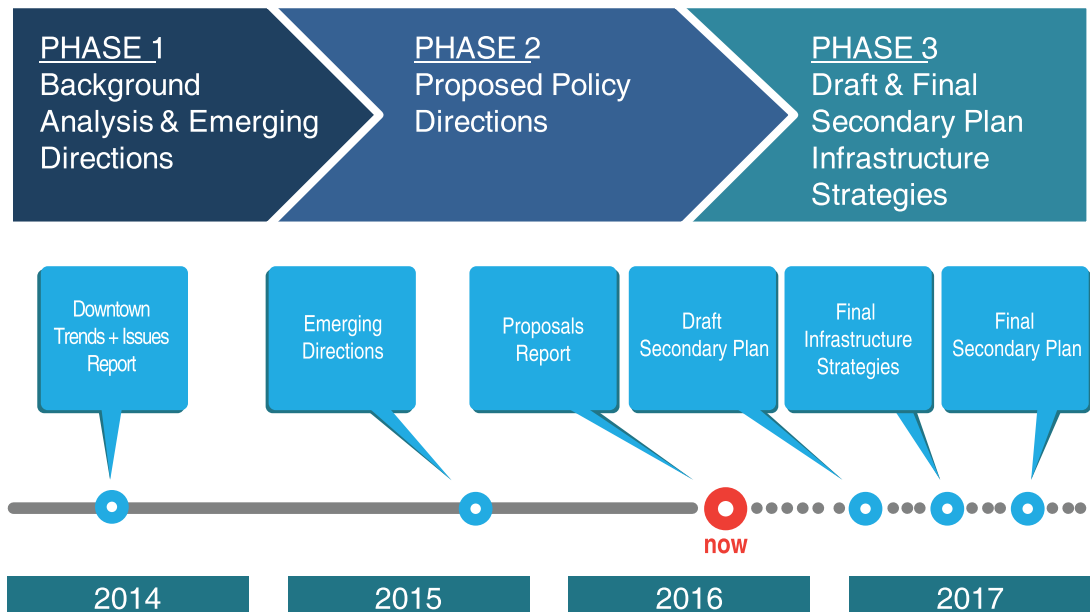 PHASE 1
Background
Analysis & Emerging
Directions
PHASE 2
Proposed Policy
Directions
PHASE 3
Draft & Final
Secondary Plan
Infrastructure
Strategies
Downtown
Trends + Issues
Report
Emerging
Directions
Proposals
Report
Draft
Secondary Plan
Final
Infrastructure
Strategies
Final
Secondary Plan
now
2014
2015
2016
2017